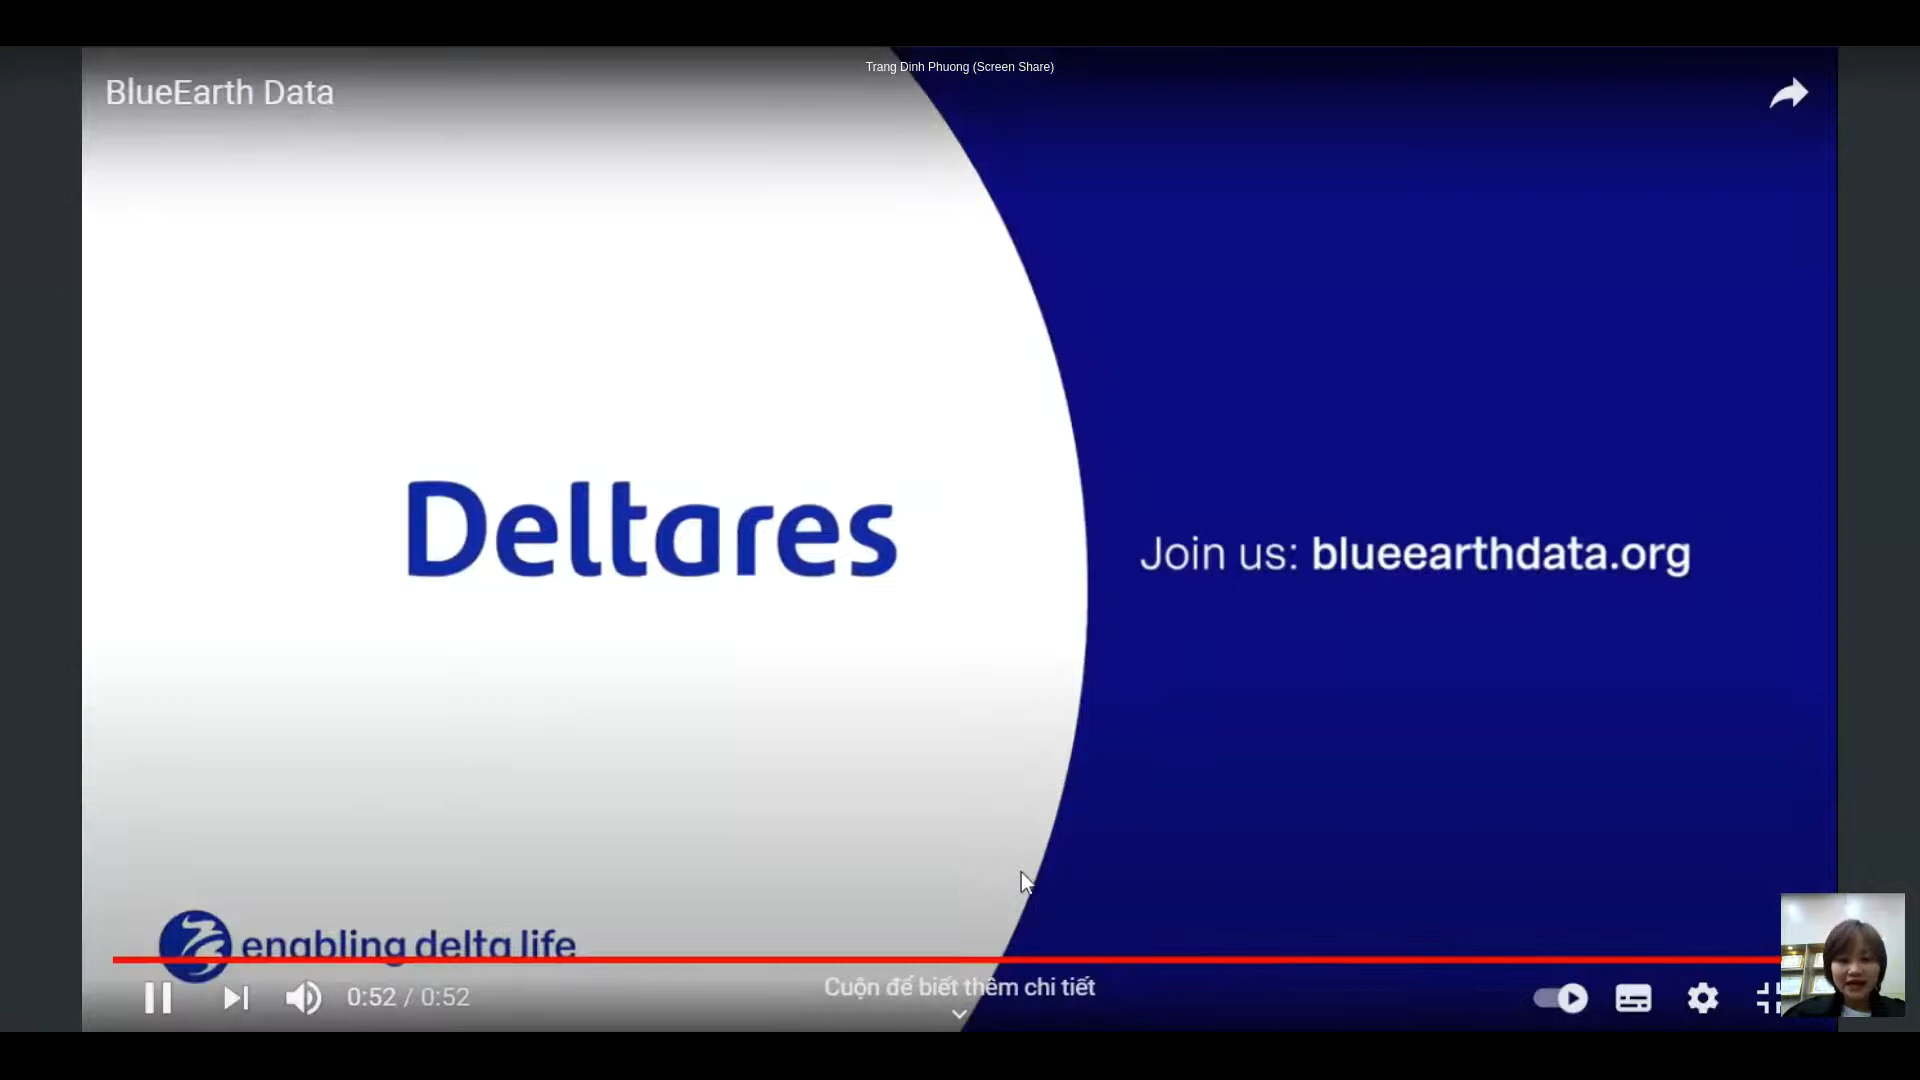 Trang Dinh Phuong (Screen Share)
BlueEarth Data
Deltares
Join us: blueearthdata.org
enabling delta life
Cuộn để biết thêm chi tiết
0:52 / 0:52